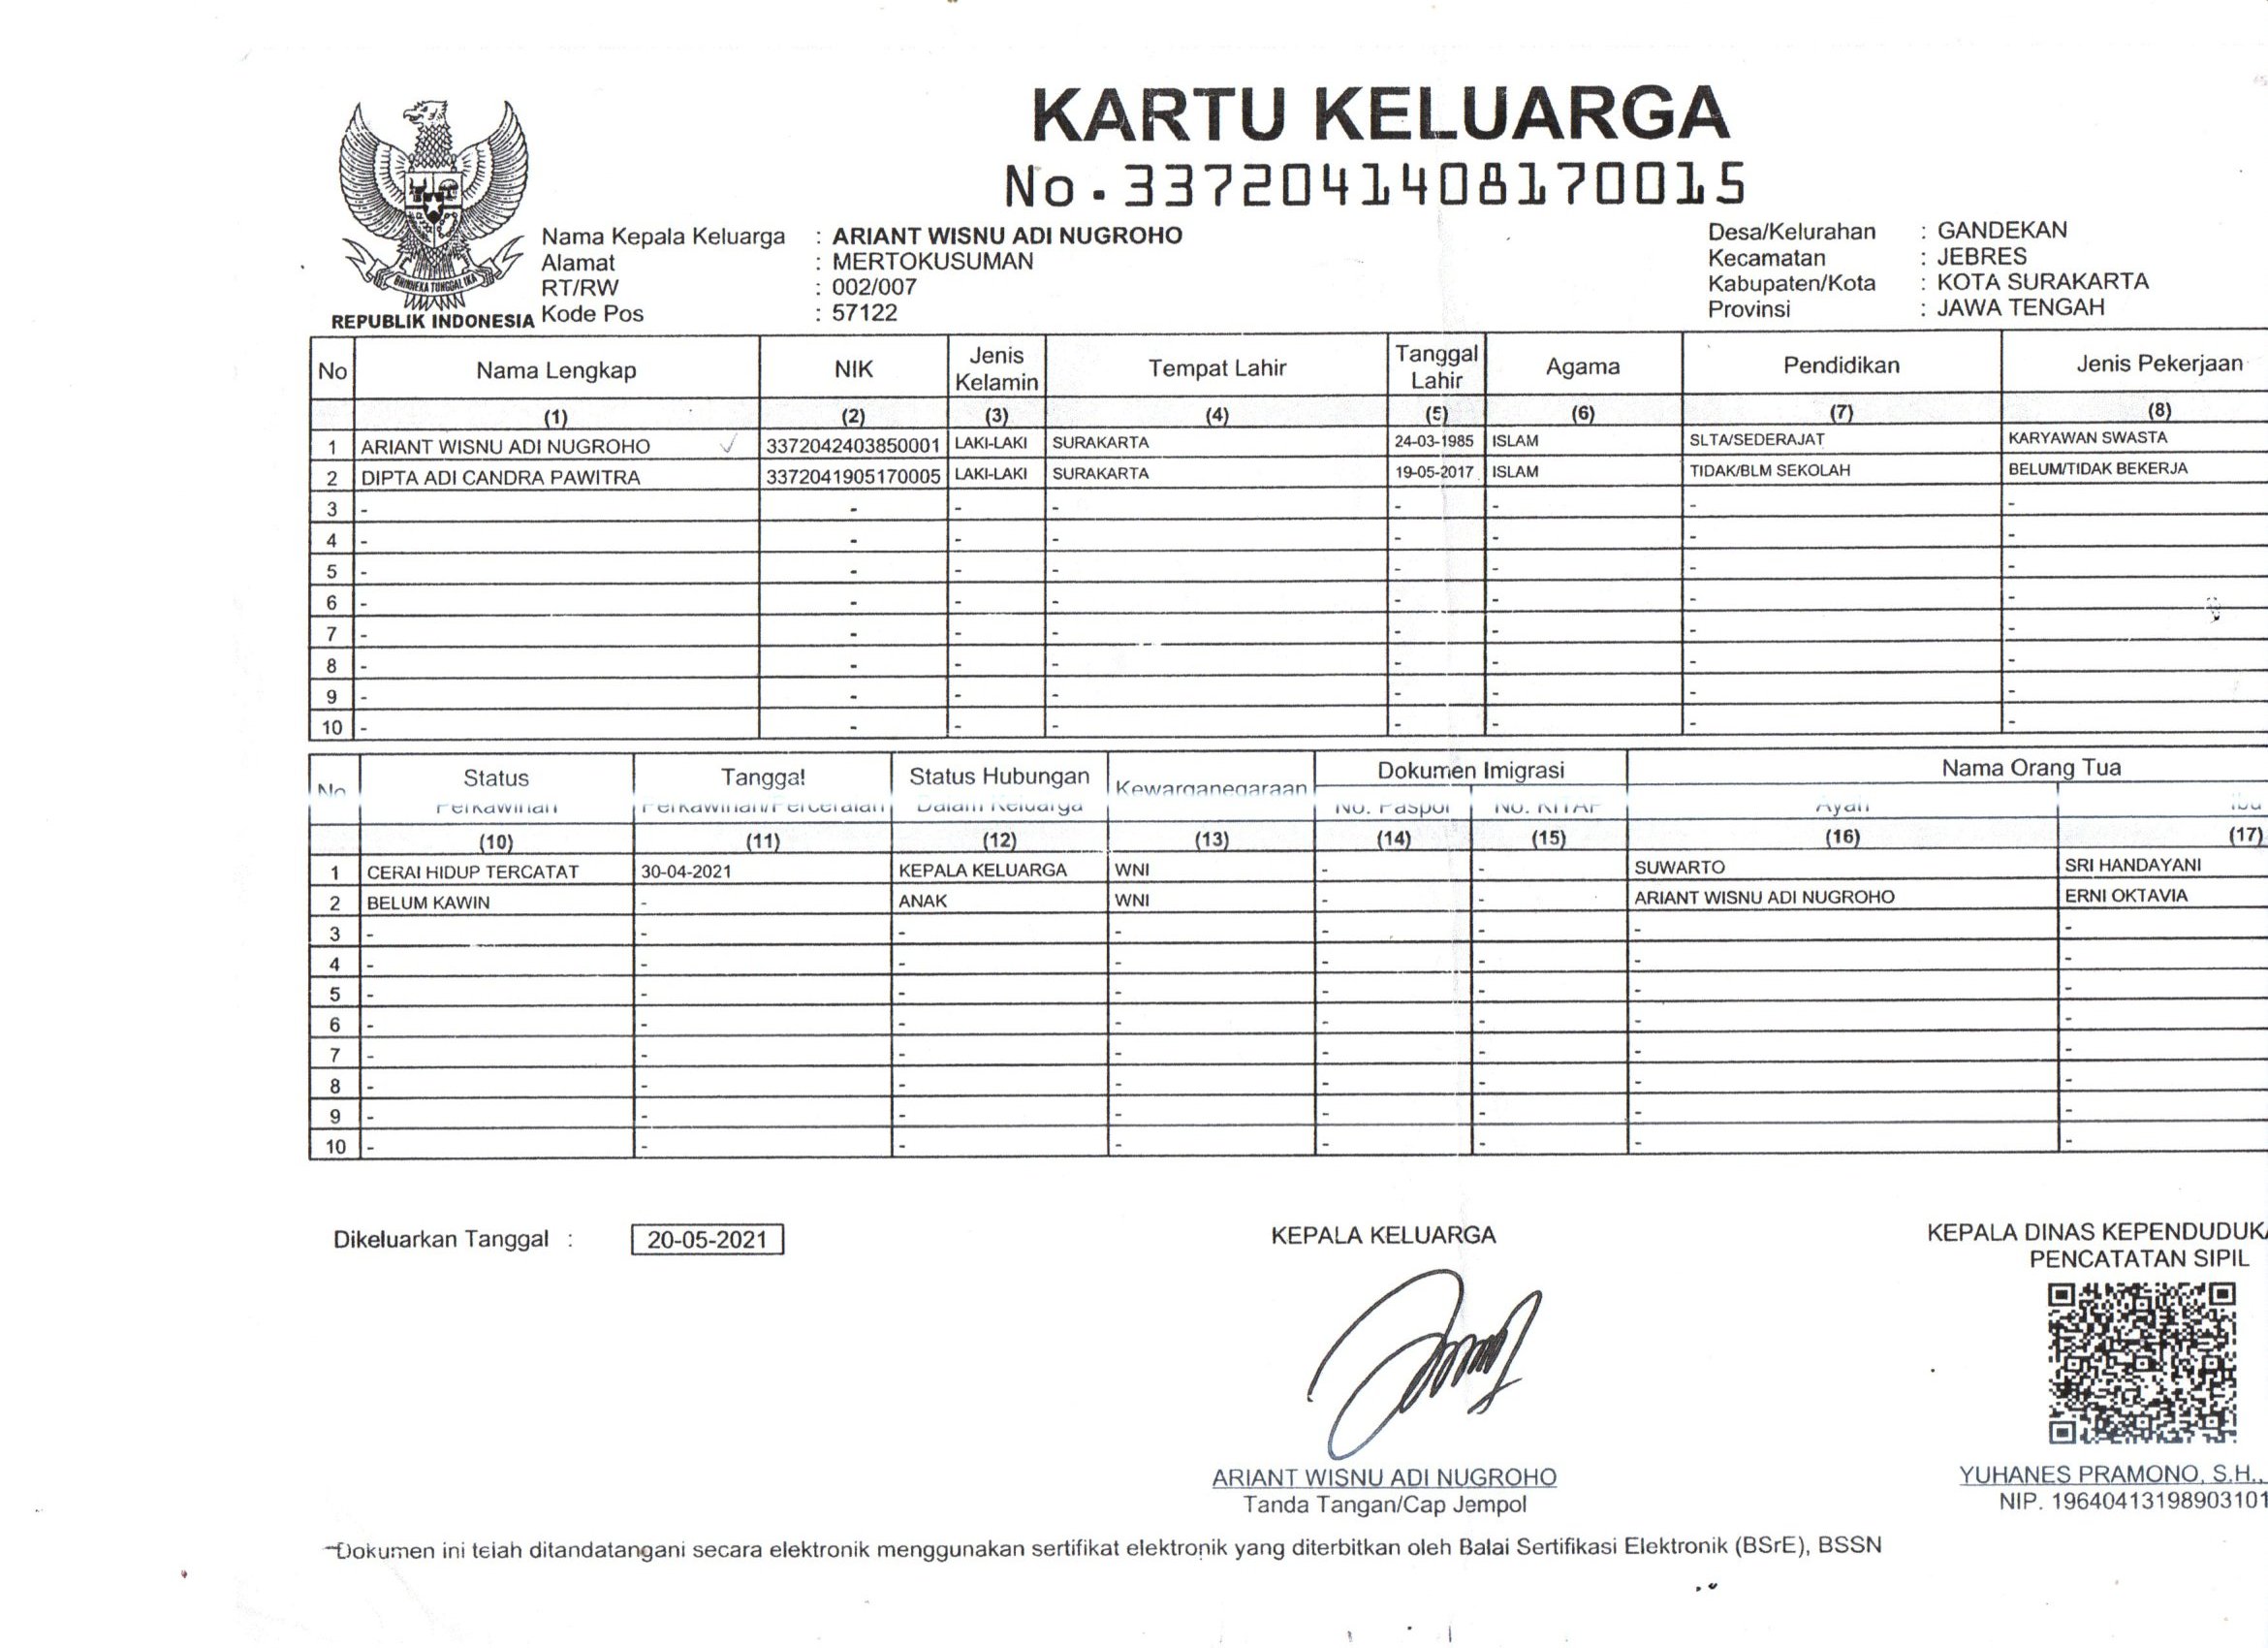 KARTU KELUARGA
No.3372041408170015
Nama Kepala Keluarga : ARIANT WISNU ADI NUGROHO
Alamat : MERTOKUSUMAN
RT/RW : 002/007
Kode Pos : 57122
Desa/Kelurahan : GANDEKAN
Kecamatan : JEBRES
Kabupaten/Kota : KOTA SURAKARTA
Provinsi : JAWA TENGAH
BHINNEKA TUNGGAL IKA
REPUBLIK INDONESIA
No Nama Lengkap NIK Jenis Kelamin Tempat Lahir Tanggal Lahir Agama Pendidikan Jenis Pekerjaan
(1) (2) (3) (4) (5) (6) (7) (8)
1 ARIANT WISNU ADI NUGROHO 3372042403850001 LAKI-LAKI SURAKARTA 24-03-1985 ISLAM SLTA/SEDERAJAT KARYAWAN SWASTA
2 DIPTA ADI CANDRA PAWITRA 3372041905170005 LAKI-LAKI SURAKARTA 19-05-2017 ISLAM TIDAK/BLM SEKOLAH BELUM/TIDAK BEKERJA
3 - - - - - - - -
4 - - - - - - - -
5 - - - - - - - -
6 - - - - - - - -
7 - - - - - - - -
8 - - - - - - - -
9 - - - - - - - -
10 - - - - - - - -
No Status Perkawinan Tanggal Perkawinan/Perceraian Status Hubungan Dalam Keluarga Kewarganegaraan Dokumen Imigrasi Nama Orang Tua
No. Paspor No. KITAP Ayah Ibu
(10) (11) (12) (13) (14) (15) (16) (17)
1 CERAI HIDUP TERCATAT 30-04-2021 KEPALA KELUARGA WNI - - SUWARTO SRI HANDAYANI
2 BELUM KAWIN - ANAK WNI - - ARIANT WISNU ADI NUGROHO ERNI OKTAVIA
3 - - - - - - - -
4 - - - - - - - -
5 - - - - - - - -
6 - - - - - - - -
7 - - - - - - - -
8 - - - - - - - -
9 - - - - - - - -
10 - - - - - - - -
Dikeluarkan Tanggal : 20-05-2021
KEPALA KELUARGA
ARIANT WISNU ADI NUGROHO
Tanda Tangan/Cap Jempol
KEPALA DINAS KEPENDUDUKA
PENCATATAN SIPIL
YUHANES PRAMONO, S.H.,
NIP. 19640413198903101
Dokumen ini telah ditandatangani secara elektronik menggunakan sertifikat elektronik yang diterbitkan oleh Balai Sertifikasi Elektronik (BSrE), BSSN